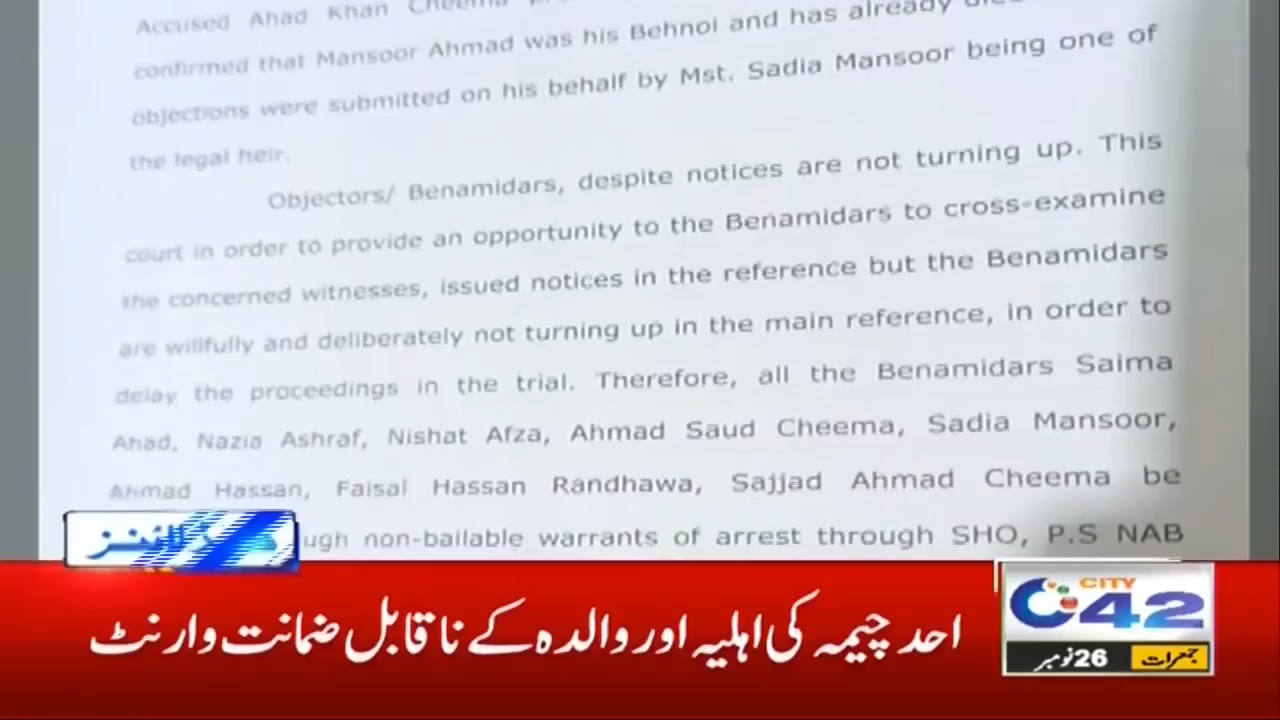 Accused Ahad Khan Cheema
confirmed that Mansoor Ahmad was his Behnoi and has already
objections were submitted on his behalf by Mst. Sadia Mansoor being one of
the legal heir.
Objectors/ Benamidars, despite notices are not turning up. This
court in order to provide an opportunity to the Benamidars to cross-examine
the concerned witnesses, issued notices in the reference but the Benamidars
are willfully and deliberately not turning up in the main reference, in order to
delay the proceedings in the trial. Therefore, all the Benamidars Saima
Ahad, Nazia Ashraf, Nishat Afza, Ahmad Saud Cheema, Sadia Mansoor,
Ahmad Hassan, Faisal Hassan Randhawa, Sajjad Ahmad Cheema be
ugh non-bailable warrants of arrest through SHO, P.S NAB
ہیڈلائینز
احد چیمہ کی اہلیہ اور والدہ کے ناقابل ضمانت وارنٹ
CITY
42
جمعرات 26 نومبر